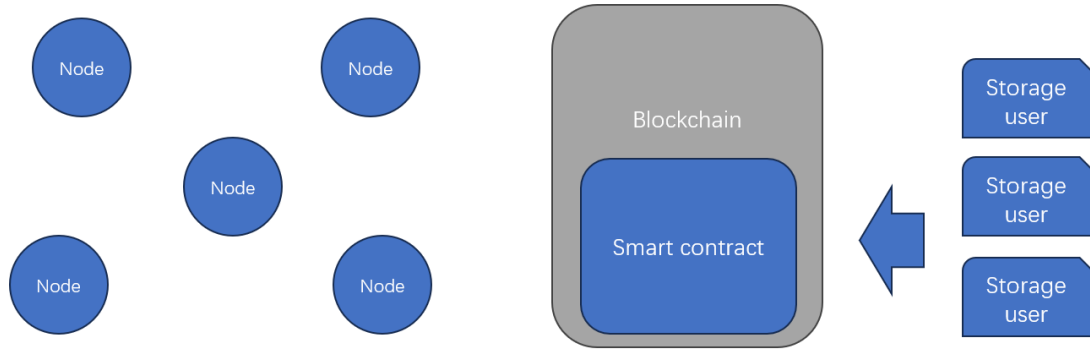 Node
Node
Node
Node
Node
Blockchain
Smart contract
Storage
user
Storage
user
Storage
user